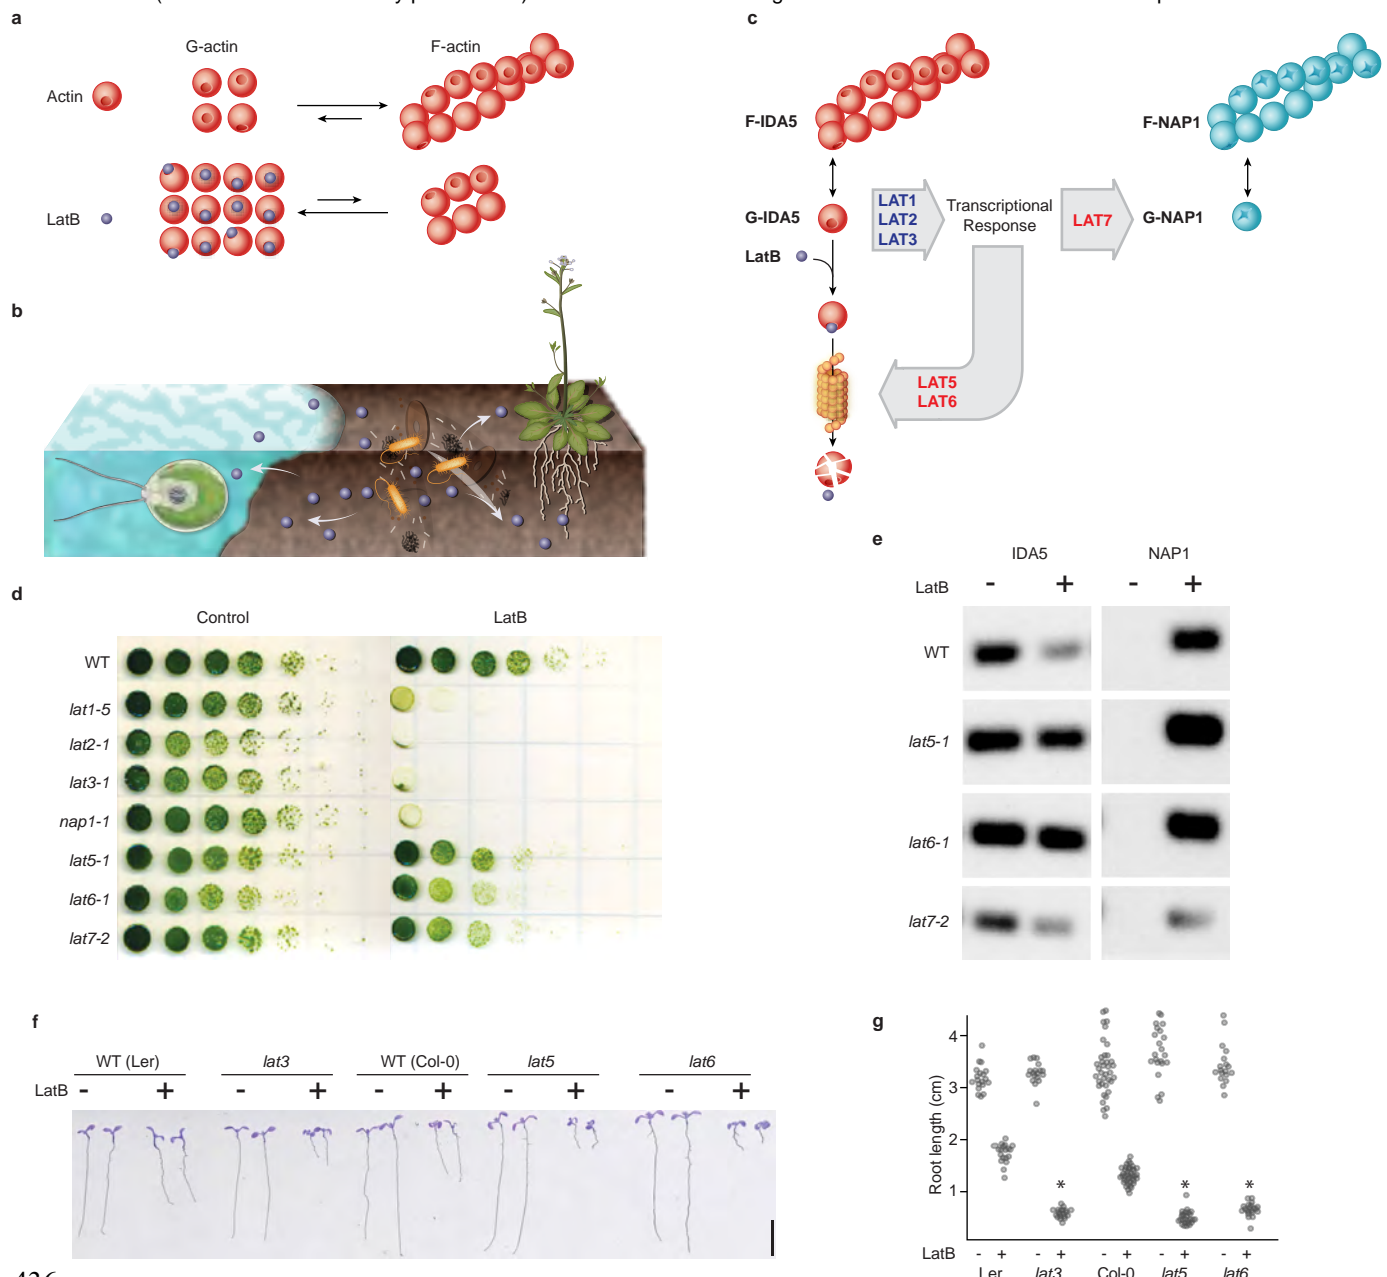 a
G-actin
F-actin
Actin
LatB
b
c
F-IDA5
F-NAP1
G-IDA5
LAT1
LAT2
LAT3
Transcriptional
Response
LAT7
G-NAP1
LatB
LAT5
LAT6
d
Control
LatB
WT
lat1-5
lat2-1
lat3-1
nap1-1
lat5-1
lat6-1
lat7-2
e
IDA5
NAP1
LatB
- + - +
WT
lat5-1
lat6-1
lat7-2
f
WT (Ler)
lat3
WT (Col-0)
lat5
lat6
LatB - + - + - + - + - +
g
Root length (cm)
4
3
2
1
* * *
LatB - + - + - + - + - +
Ler lat3 Col-0 lat5 lat6